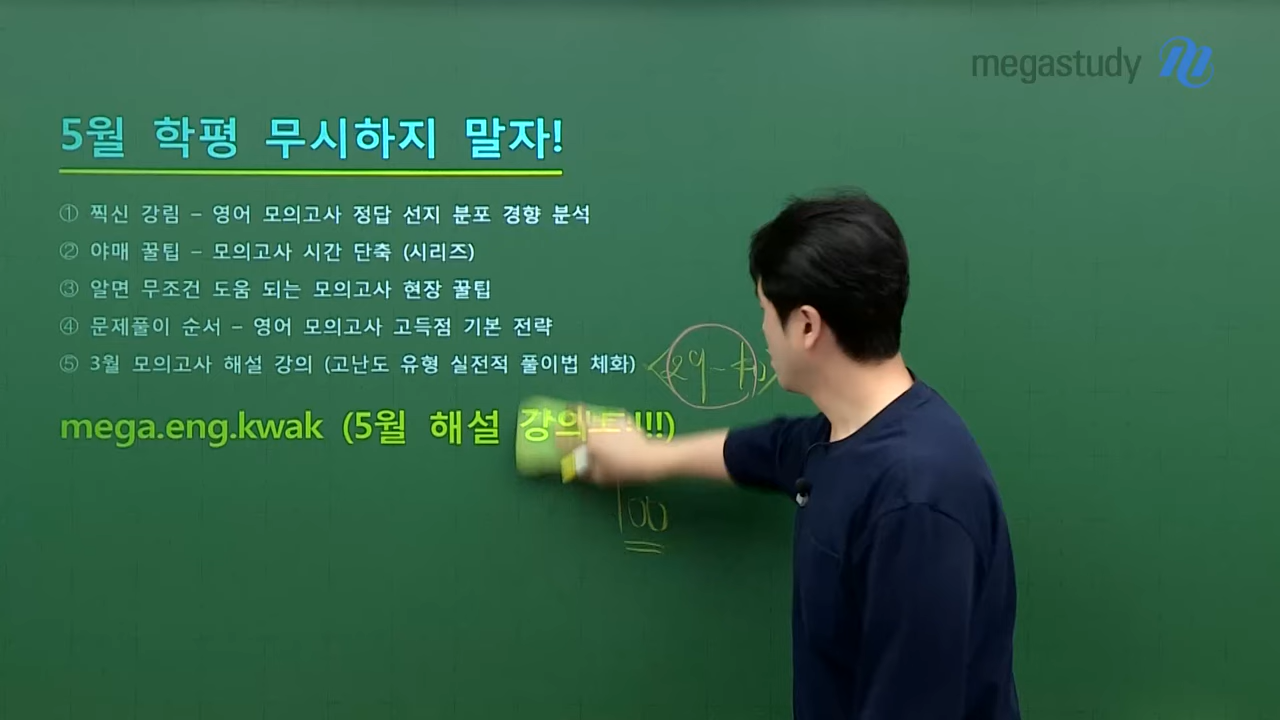 megastudy
5월 학평 무시하지 말자!
① 찍신 강림 – 영어 모의고사 정답 선지 분포 경향 분석
② 야매 꿀팁 – 모의고사 시간 단축 (시리즈)
③ 알면 무조건 도움 되는 모의고사 현장 꿀팁
④ 문제풀이 순서 – 영어 모의고사 고득점 기본 전략
⑤ 3월 모의고사 해설 강의 (고난도 유형 실전적 풀이법 체화)
29~40
mega.eng.kwak (5월 해설 강의도!!!!)
100